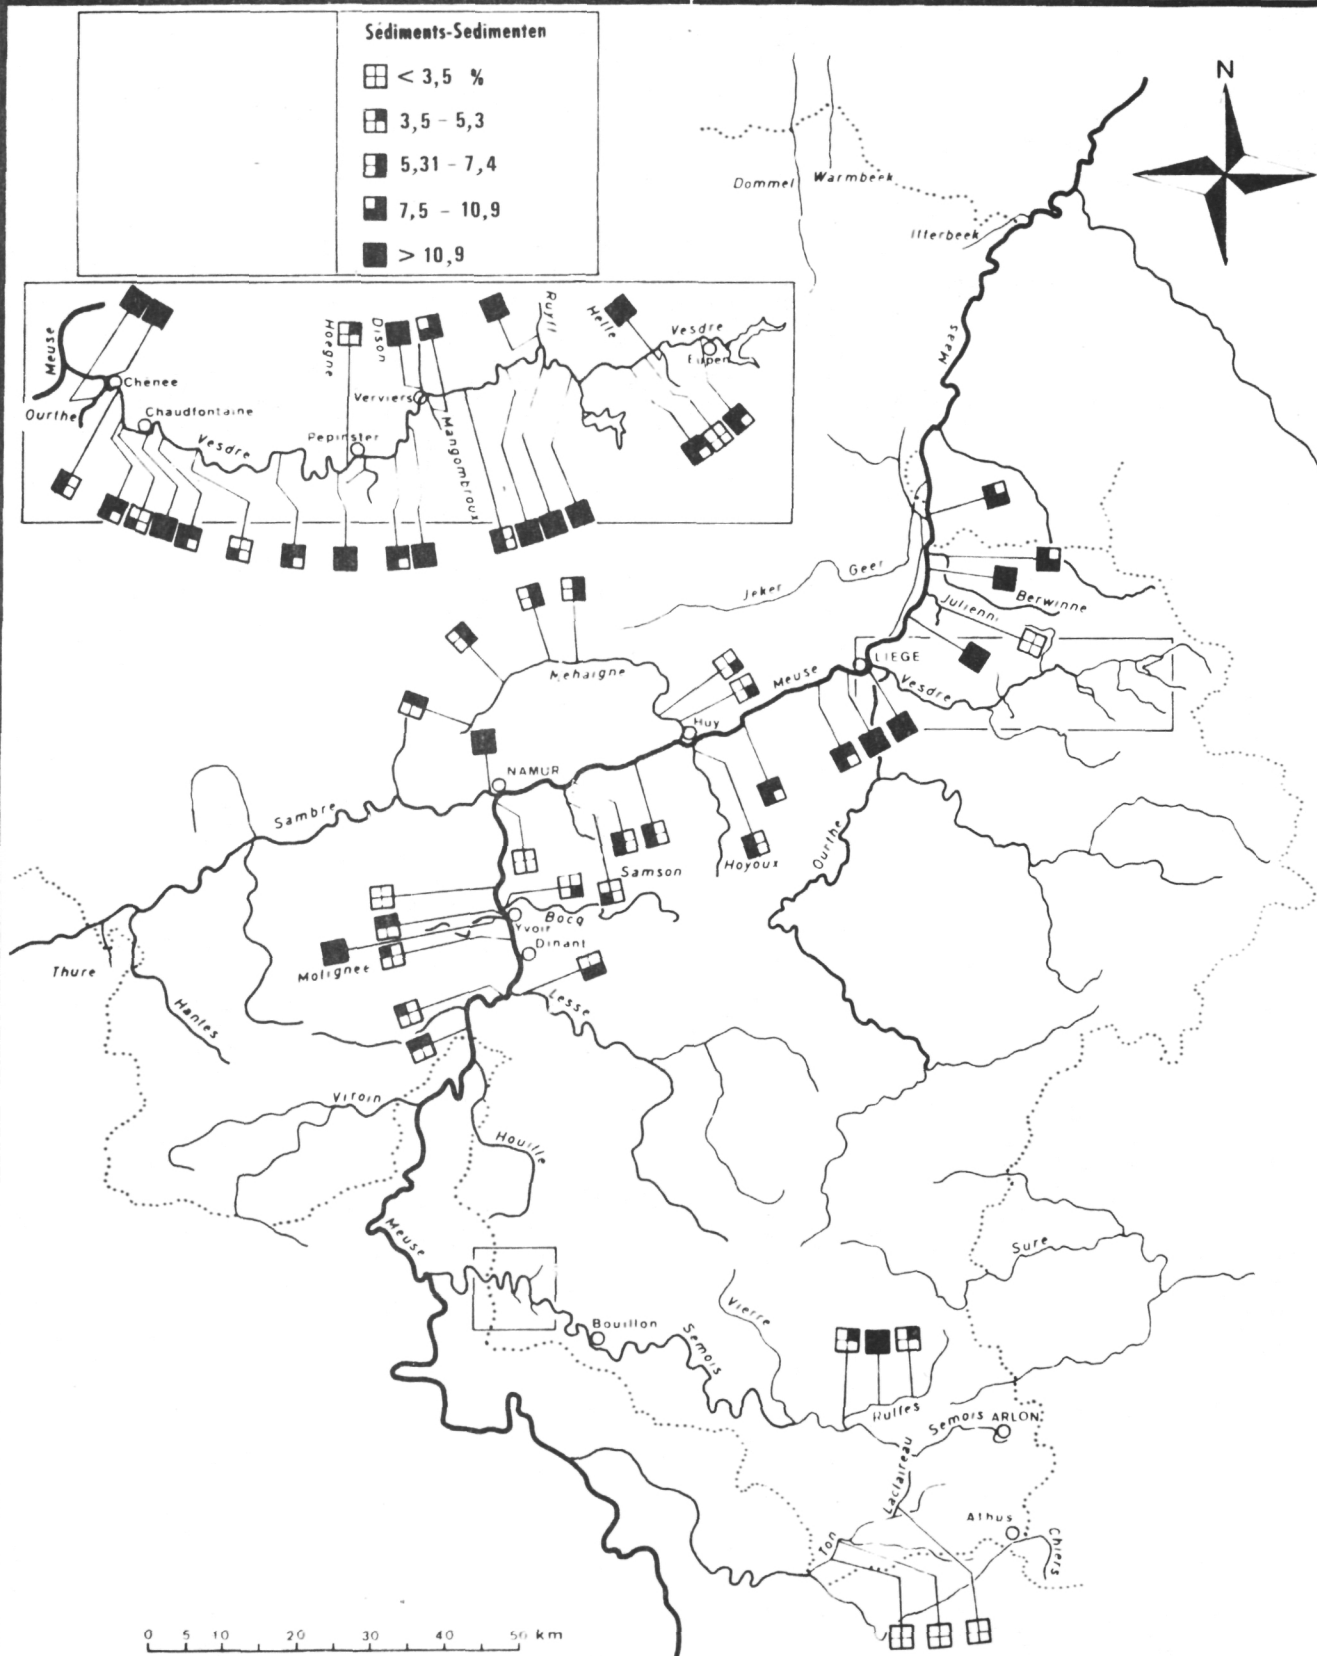 Sédiments-Sedimenten
< 3,5 %
3,5 - 5,3
5,31 - 7,4
7,5 - 10,9
> 10,9
N
Dommel
Warmbeek
Itterbeek
Maas
Meuse
Ourthe
Chênee
Chaudfontaine
Vesdre
Hoegne
Pepinster
Dison
Verviers
Mangombroux
Ruyff
Helle
Vesdre
Eupen
Jeker
Geer
Berwinne
Julienn
LIEGE
Vesdre
Mehaigne
Meuse
Huy
NAMUR
Sambre
Hoyoux
Samson
Ourthe
Bocq
Yvoir
Dinant
Molignee
Lesse
Thure
Hantes
Viroin
Houille
Meuse
Sure
Vierre
Bouillon
Semois
Rulles
Semois
ARLON
Laclaireau
Athus
Ton
Chiers
0 5 10 20 30 40 50 km